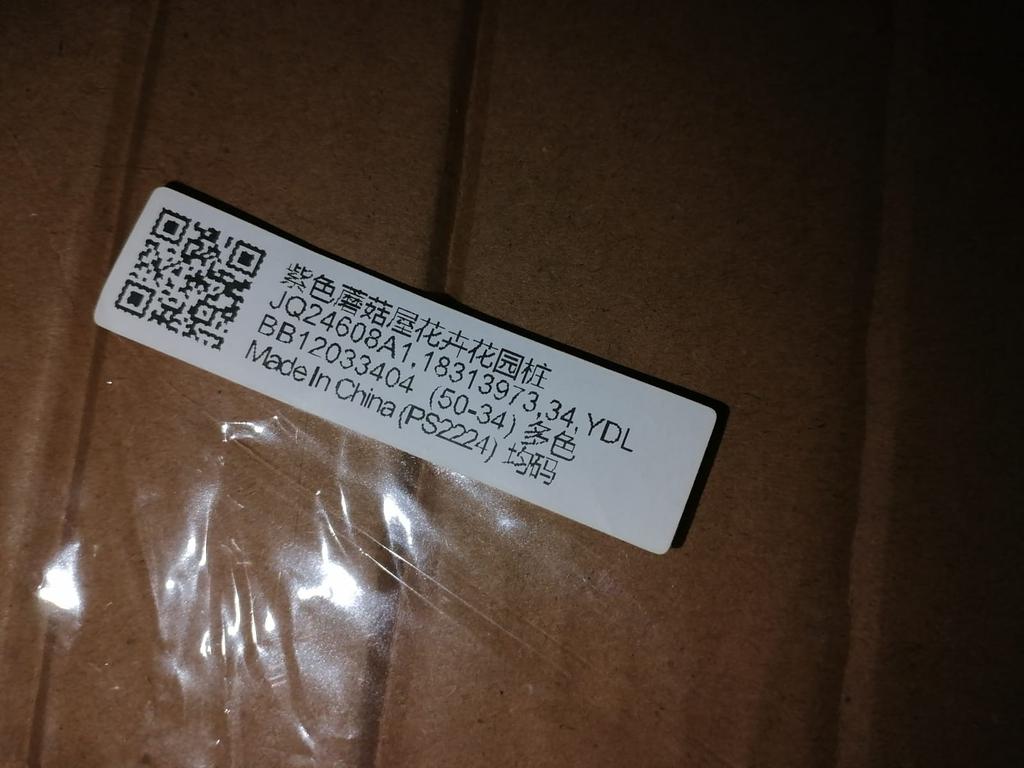 紫色,蘑菇屋花卉花园桩
JQ24608A1,18313973,34,YDL
BB12033404 (50-34) 多色
Made In China (PS2224) 均码